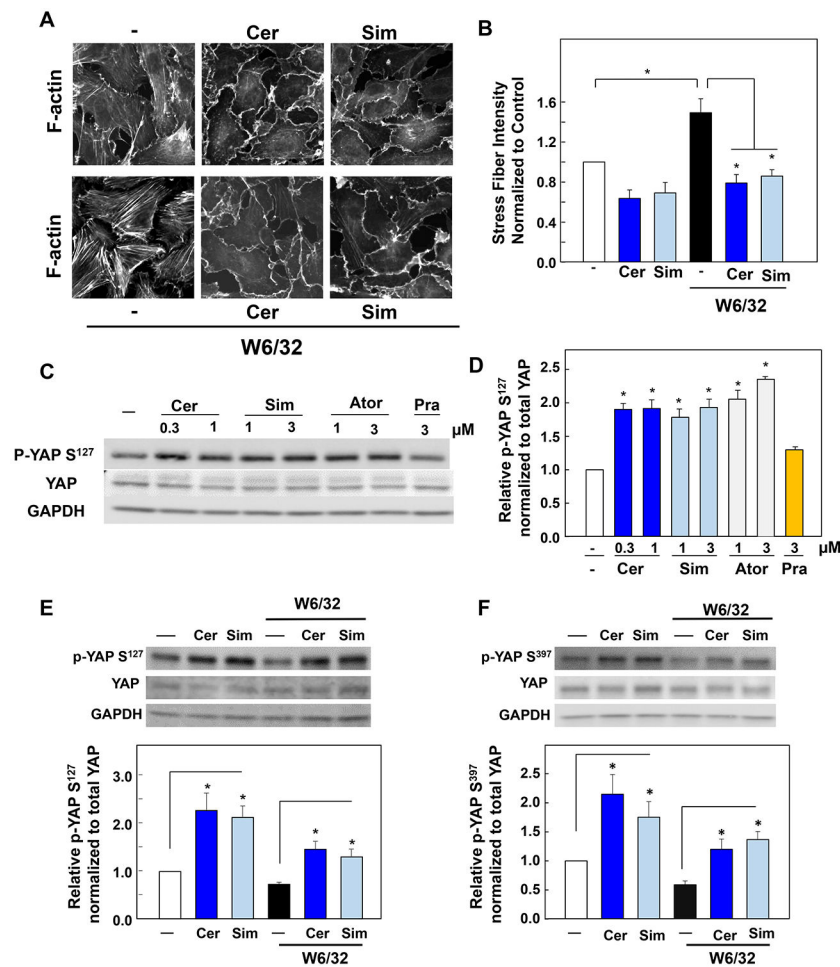 A
- Cer Sim
F-actin
F-actin
- Cer Sim
W6/32
B
Stress Fiber Intensity
Normalized to Control
1.6
1.2
0.8
0.4
0.0
*
* *
- Cer Sim - Cer Sim
W6/32
C
— Cer Sim Ator Pra
0.3 1 1 3 1 3 3 µM
P-YAP S¹²⁷
YAP
GAPDH
D
Relative p-YAP S¹²⁷
normalized to total YAP
2.5
2.0
1.5
1.0
0.5
0.0
* * * * * *
- 0.3 1 1 3 1 3 3 µM
- Cer Sim Ator Pra
E
W6/32
— Cer Sim — Cer Sim
p-YAP S¹²⁷
YAP
GAPDH
Relative p-YAP S¹²⁷
normalized to total YAP
3.0
2.0
1.0
0.0
* * * *
— Cer Sim — Cer Sim
W6/32
F
W6/32
— Cer Sim — Cer Sim
p-YAP S³⁹⁷
YAP
GAPDH
Relative p-YAP S³⁹⁷
normalized to total YAP
2.5
2.0
1.5
1.0
0.5
0.0
* * * *
— Cer Sim — Cer Sim
W6/32